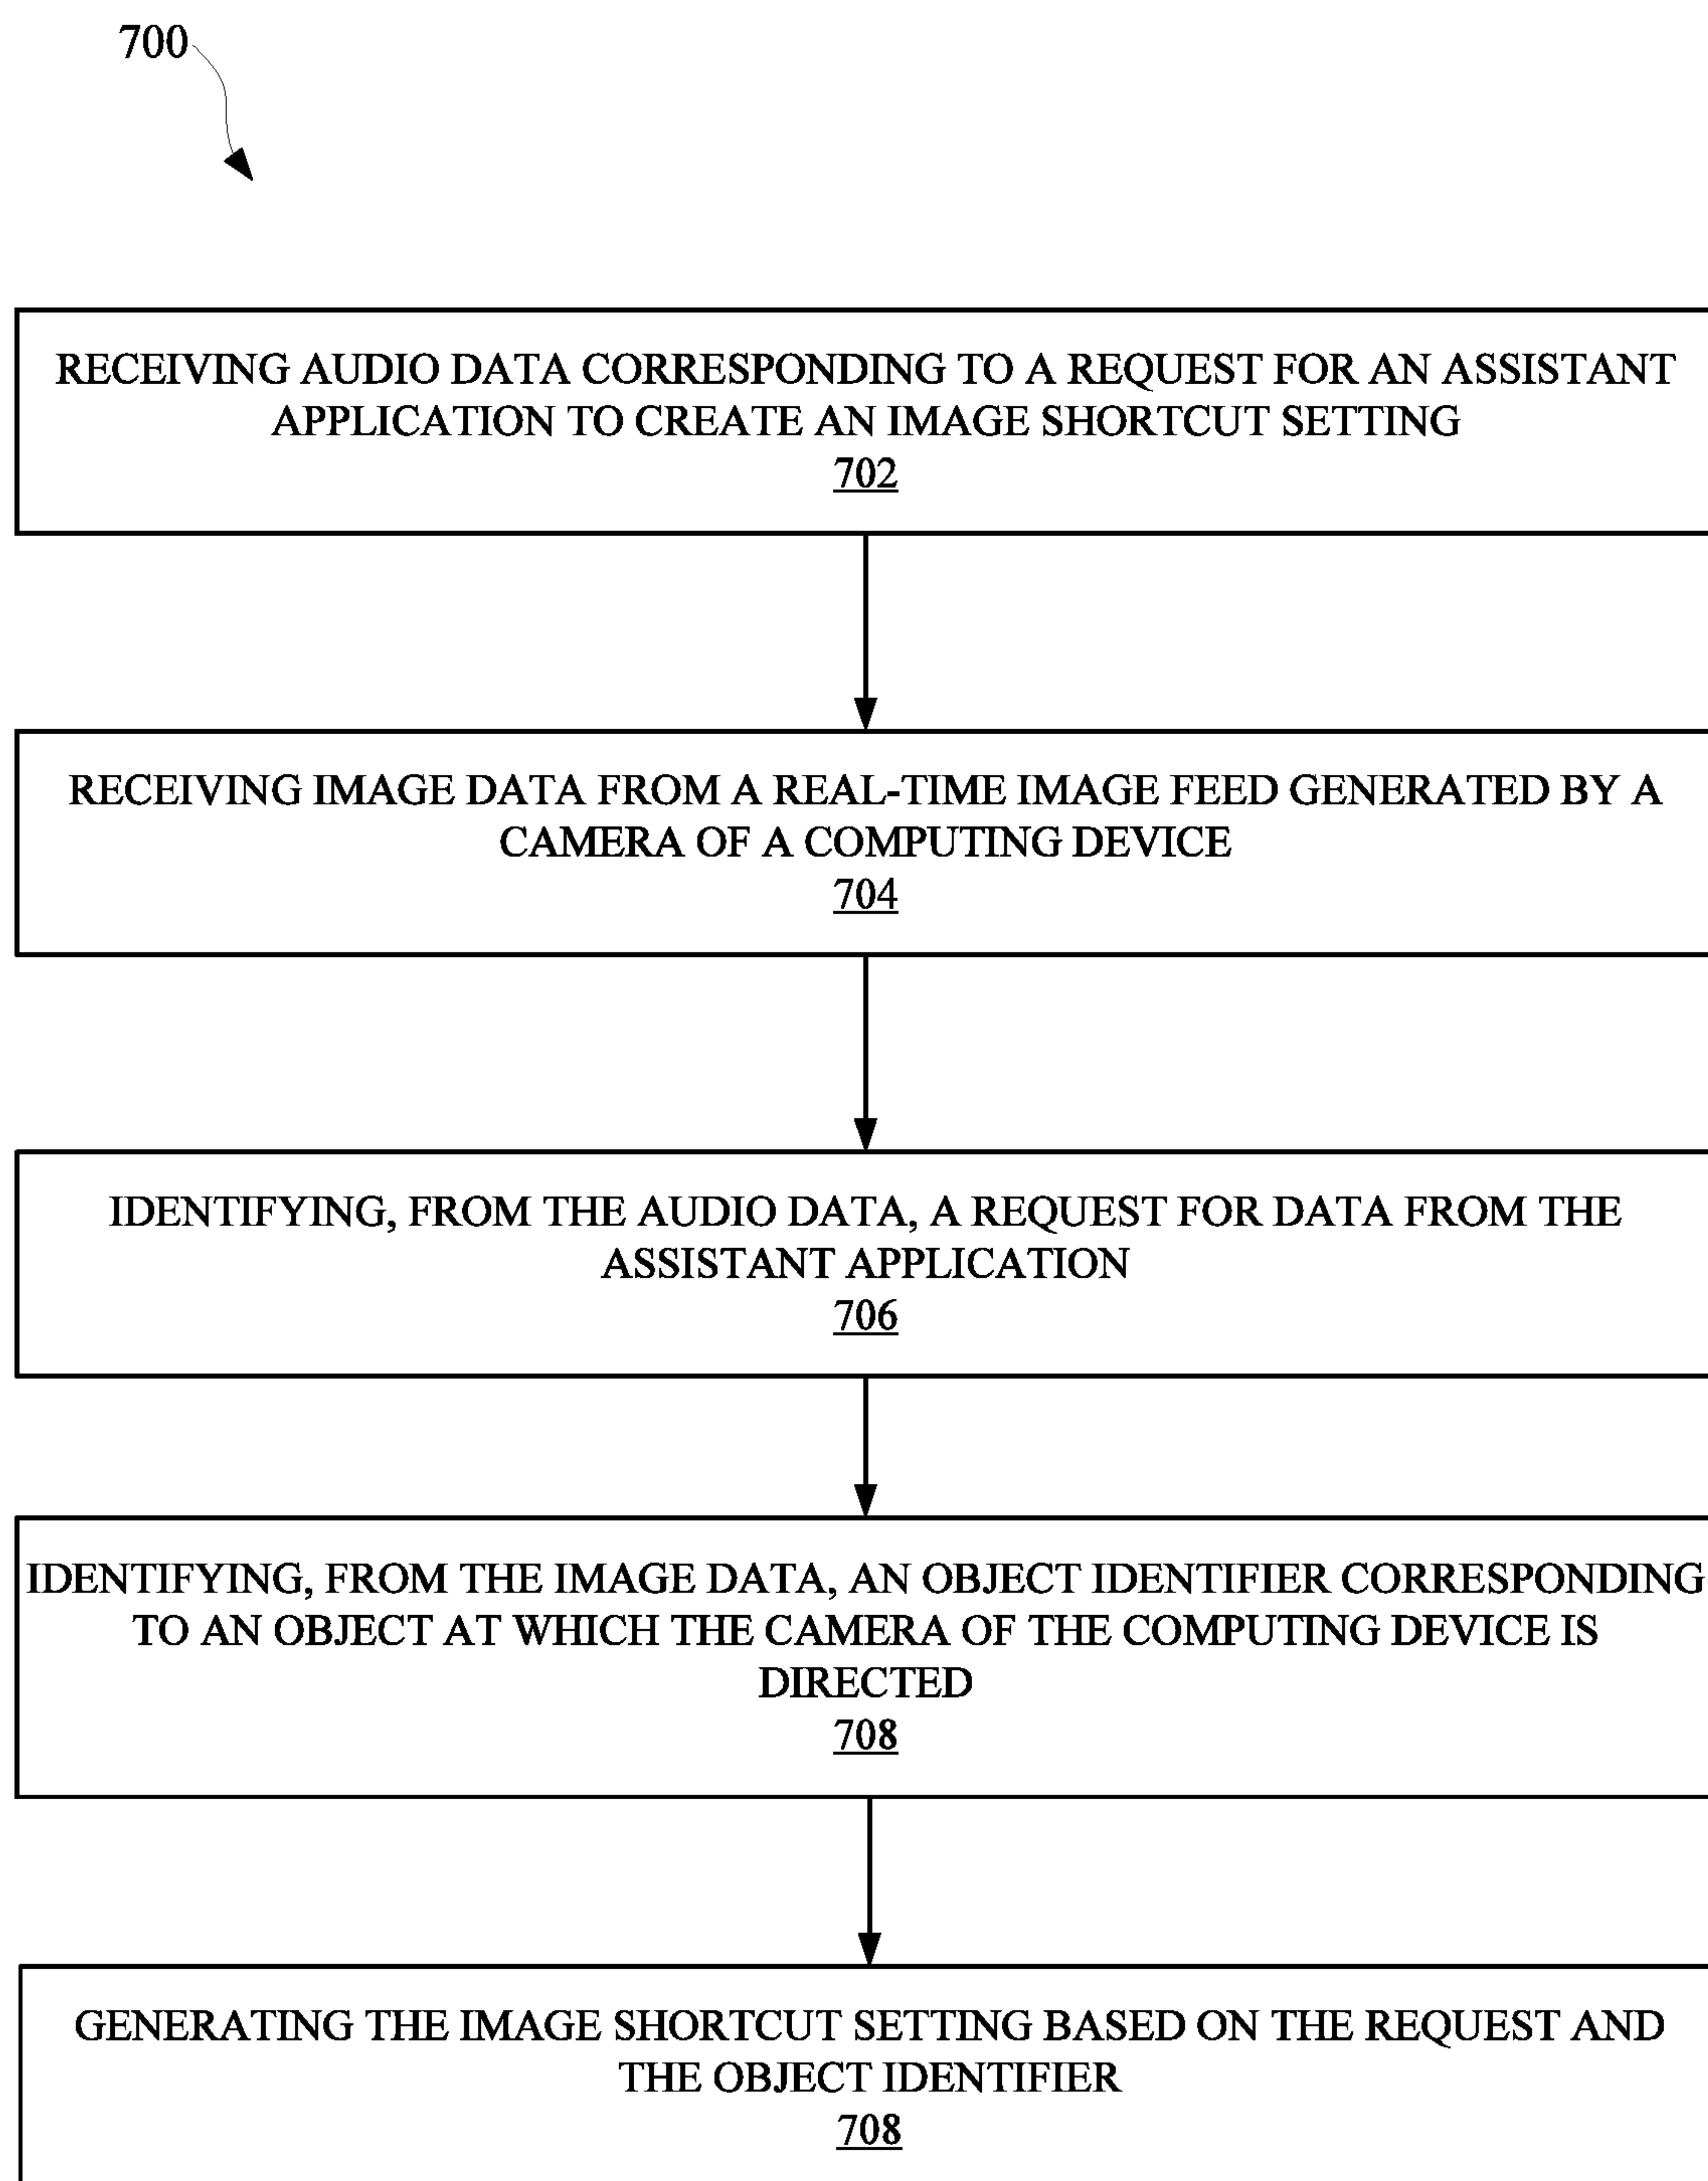 700
RECEIVING AUDIO DATA CORRESPONDING TO A REQUEST FOR AN ASSISTANT
APPLICATION TO CREATE AN IMAGE SHORTCUT SETTING
702
RECEIVING IMAGE DATA FROM A REAL-TIME IMAGE FEED GENERATED BY A
CAMERA OF A COMPUTING DEVICE
704
IDENTIFYING, FROM THE AUDIO DATA, A REQUEST FOR DATA FROM THE
ASSISTANT APPLICATION
706
IDENTIFYING, FROM THE IMAGE DATA, AN OBJECT IDENTIFIER CORRESPONDING
TO AN OBJECT AT WHICH THE CAMERA OF THE COMPUTING DEVICE IS
DIRECTED
708
GENERATING THE IMAGE SHORTCUT SETTING BASED ON THE REQUEST AND
THE OBJECT IDENTIFIER
708